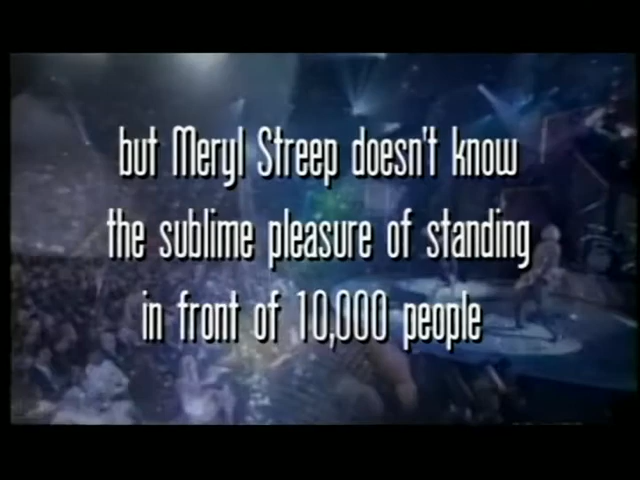 but Meryl Streep doesn't know
the sublime pleasure of standing
in front of 10,000 people